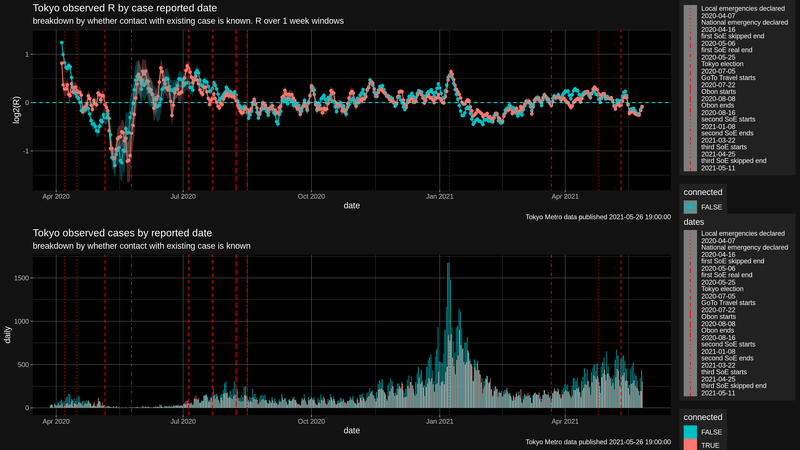 Tokyo observed R by case reported date
breakdown by whether contact with existing case is known. R over 1 week windows
1
0
-1
log2(R)
Apr 2020
Jul 2020
Oct 2020
Jan 2021
Apr 2021
date
Tokyo Metro data published 2021-05-26 19:00:00
Local emergencies declared
2020-04-07
National emergency declared
2020-04-16
first SoE skipped end
2020-05-06
first SoE real end
2020-05-25
Tokyo election
2020-07-05
GoTo Travel starts
2020-07-22
Obon starts
2020-08-08
Obon ends
2020-08-16
second SoE starts
2021-01-08
second SoE ends
2021-03-22
third SoE starts
2021-04-25
third SoE skipped end
2021-05-11
connected
FALSE
Tokyo observed cases by reported date
breakdown by whether contact with existing case is known
1500
1000
500
0
daily
Apr 2020
Jul 2020
Oct 2020
Jan 2021
Apr 2021
date
Tokyo Metro data published 2021-05-26 19:00:00
dates
Local emergencies declared
2020-04-07
National emergency declared
2020-04-16
first SoE skipped end
2020-05-06
first SoE real end
2020-05-25
Tokyo election
2020-07-05
GoTo Travel starts
2020-07-22
Obon starts
2020-08-08
Obon ends
2020-08-16
second SoE starts
2021-01-08
second SoE ends
2021-03-22
third SoE starts
2021-04-25
third SoE skipped end
2021-05-11
connected
FALSE
TRUE